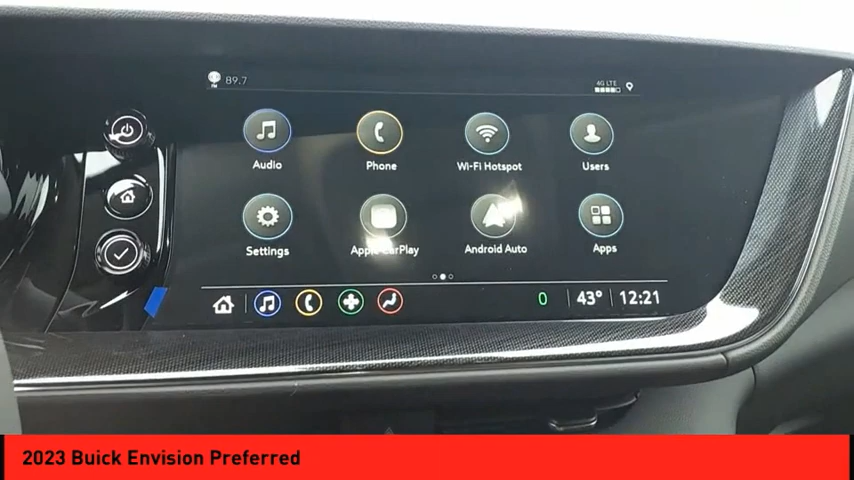 FM 89.7
4G LTE
Audio Phone Wi-Fi Hotspot Users
Settings Apple CarPlay Android Auto Apps
0 43° 12:21
2023 Buick Envision Preferred